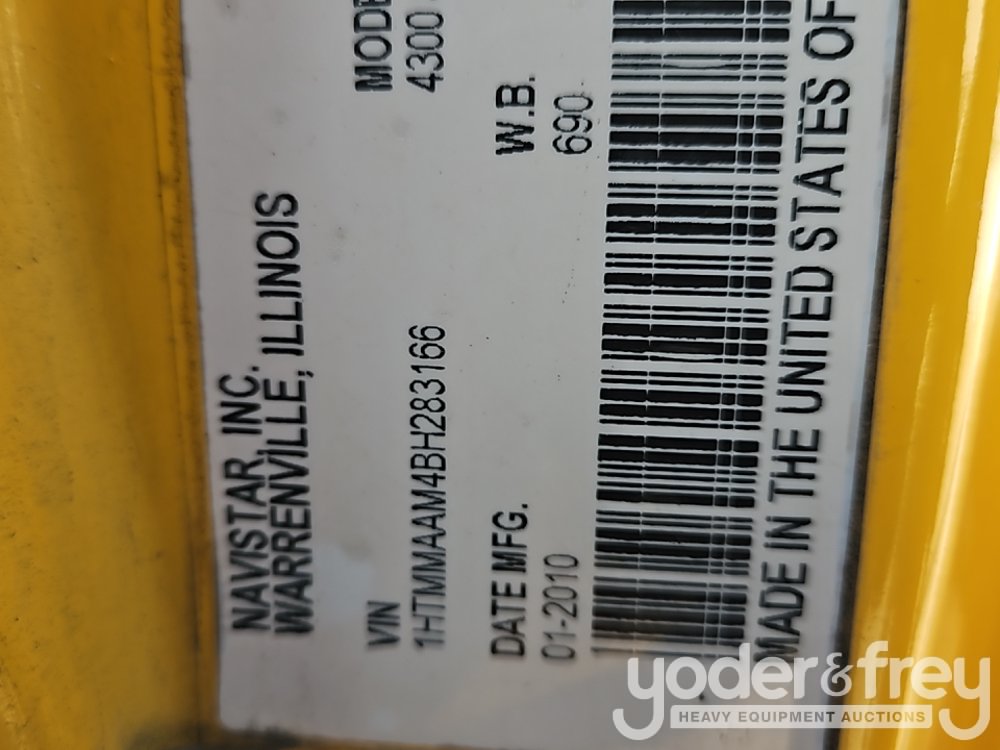 NAVISTAR, INC.
WARRENVILLE, ILLINOIS
VIN MODE
1HTMMAAM4BH283166 4300
DATE MFG. W.B.
01-2010 690
MADE IN THE UNITED STATES OF
yoder&frey
HEAVY EQUIPMENT AUCTIONS